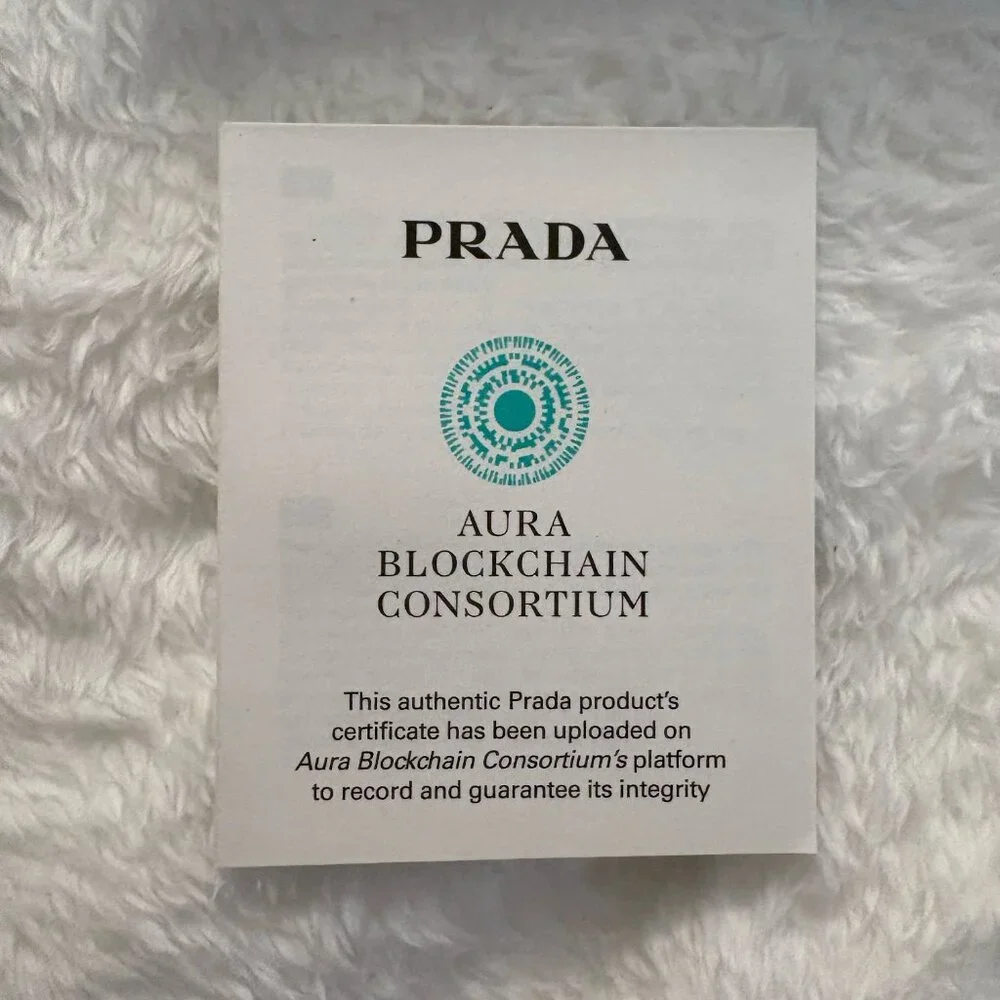 PRADA
AURA
BLOCKCHAIN
CONSORTIUM
This authentic Prada product's
certificate has been uploaded on
Aura Blockchain Consortium's platform
to record and guarantee its integrity